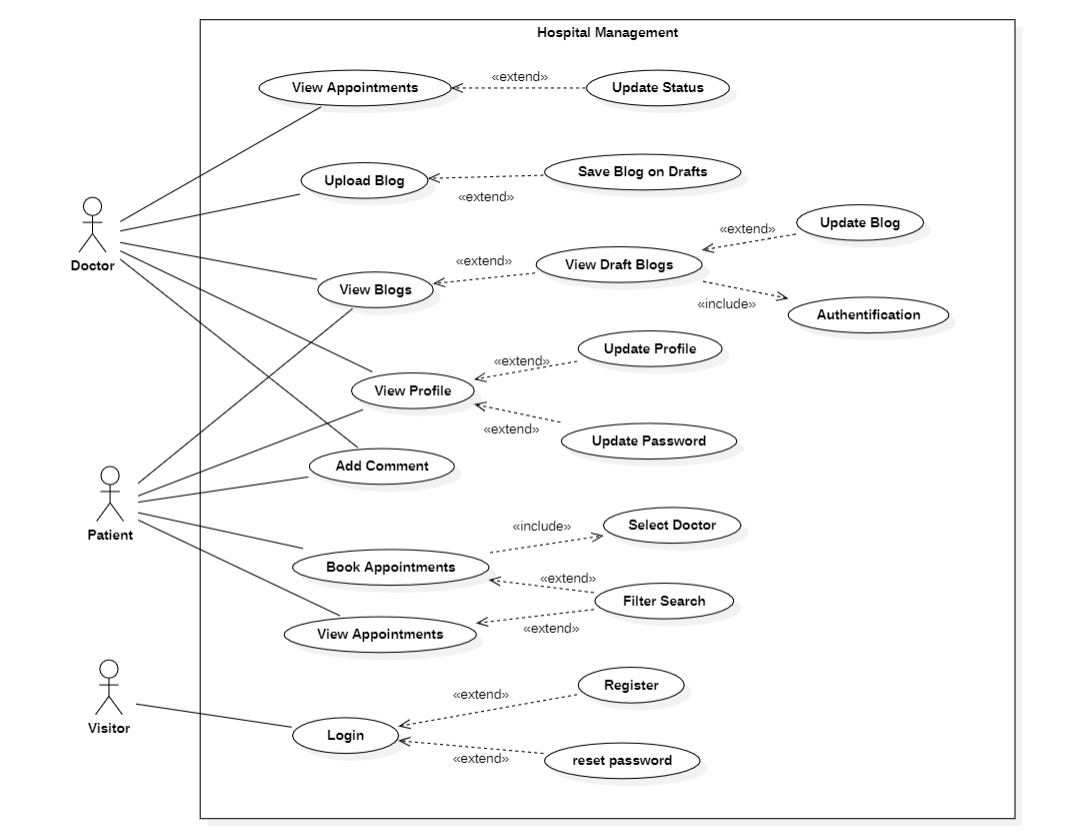 Hospital Management
View Appointments
«extend»
Update Status
Upload Blog
«extend»
Save Blog on Drafts
Doctor
View Blogs
«extend»
View Draft Blogs
«extend»
Update Blog
«include»
Authentification
View Profile
«extend»
Update Profile
«extend»
Update Password
Add Comment
Patient
Book Appointments
«include»
Select Doctor
«extend»
Filter Search
View Appointments
«extend»
Visitor
Login
«extend»
Register
«extend»
reset password